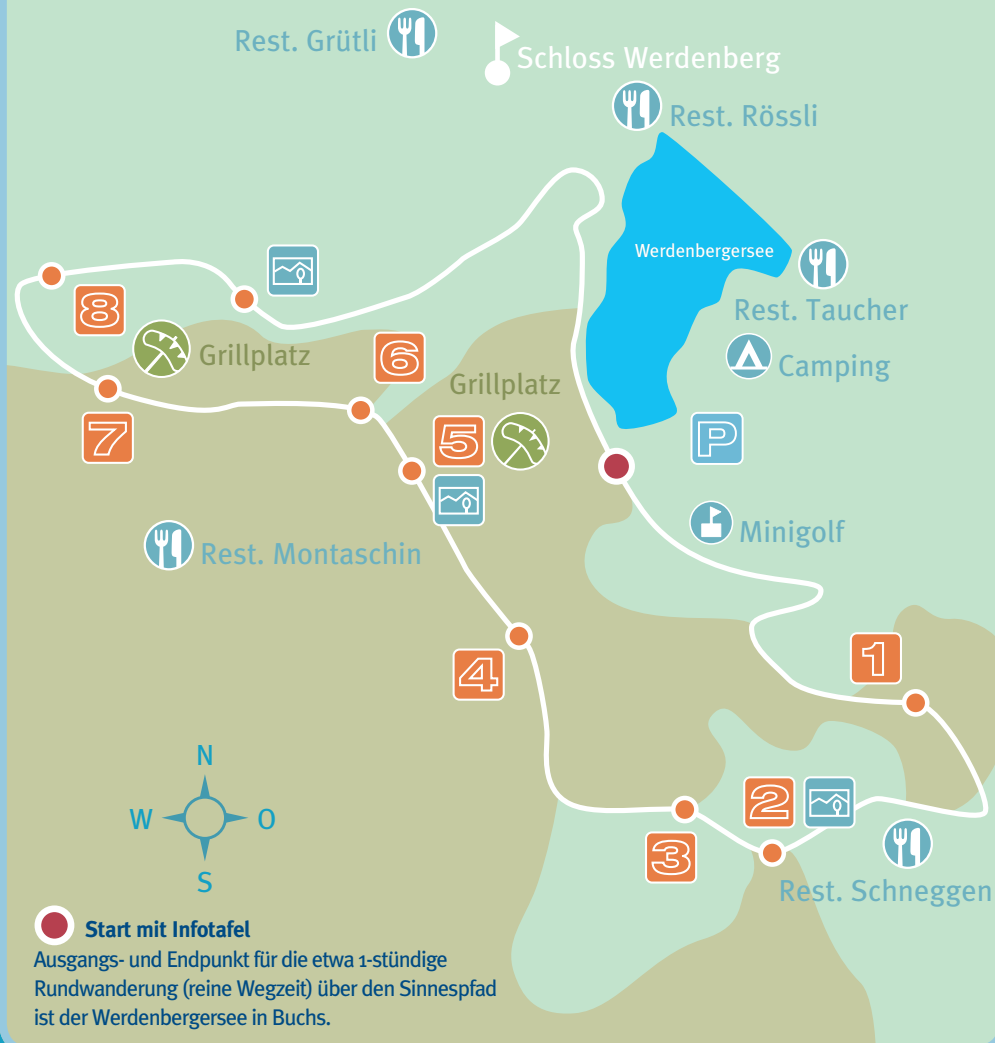 Rest. Grütli
Schloss Werdenberg
Rest. Rössli
Werdenbergersee
Rest. Taucher
8
Grillplatz
6
Grillplatz
Camping
7
5
P
Minigolf
Rest. Montaschin
4
1
N
W O
S
2
3
Rest. Schneggen
Start mit Infotafel
Ausgangs- und Endpunkt für die etwa 1-stündige
Rundwanderung (reine Wegzeit) über den Sinnespfad
ist der Werdenbergersee in Buchs.